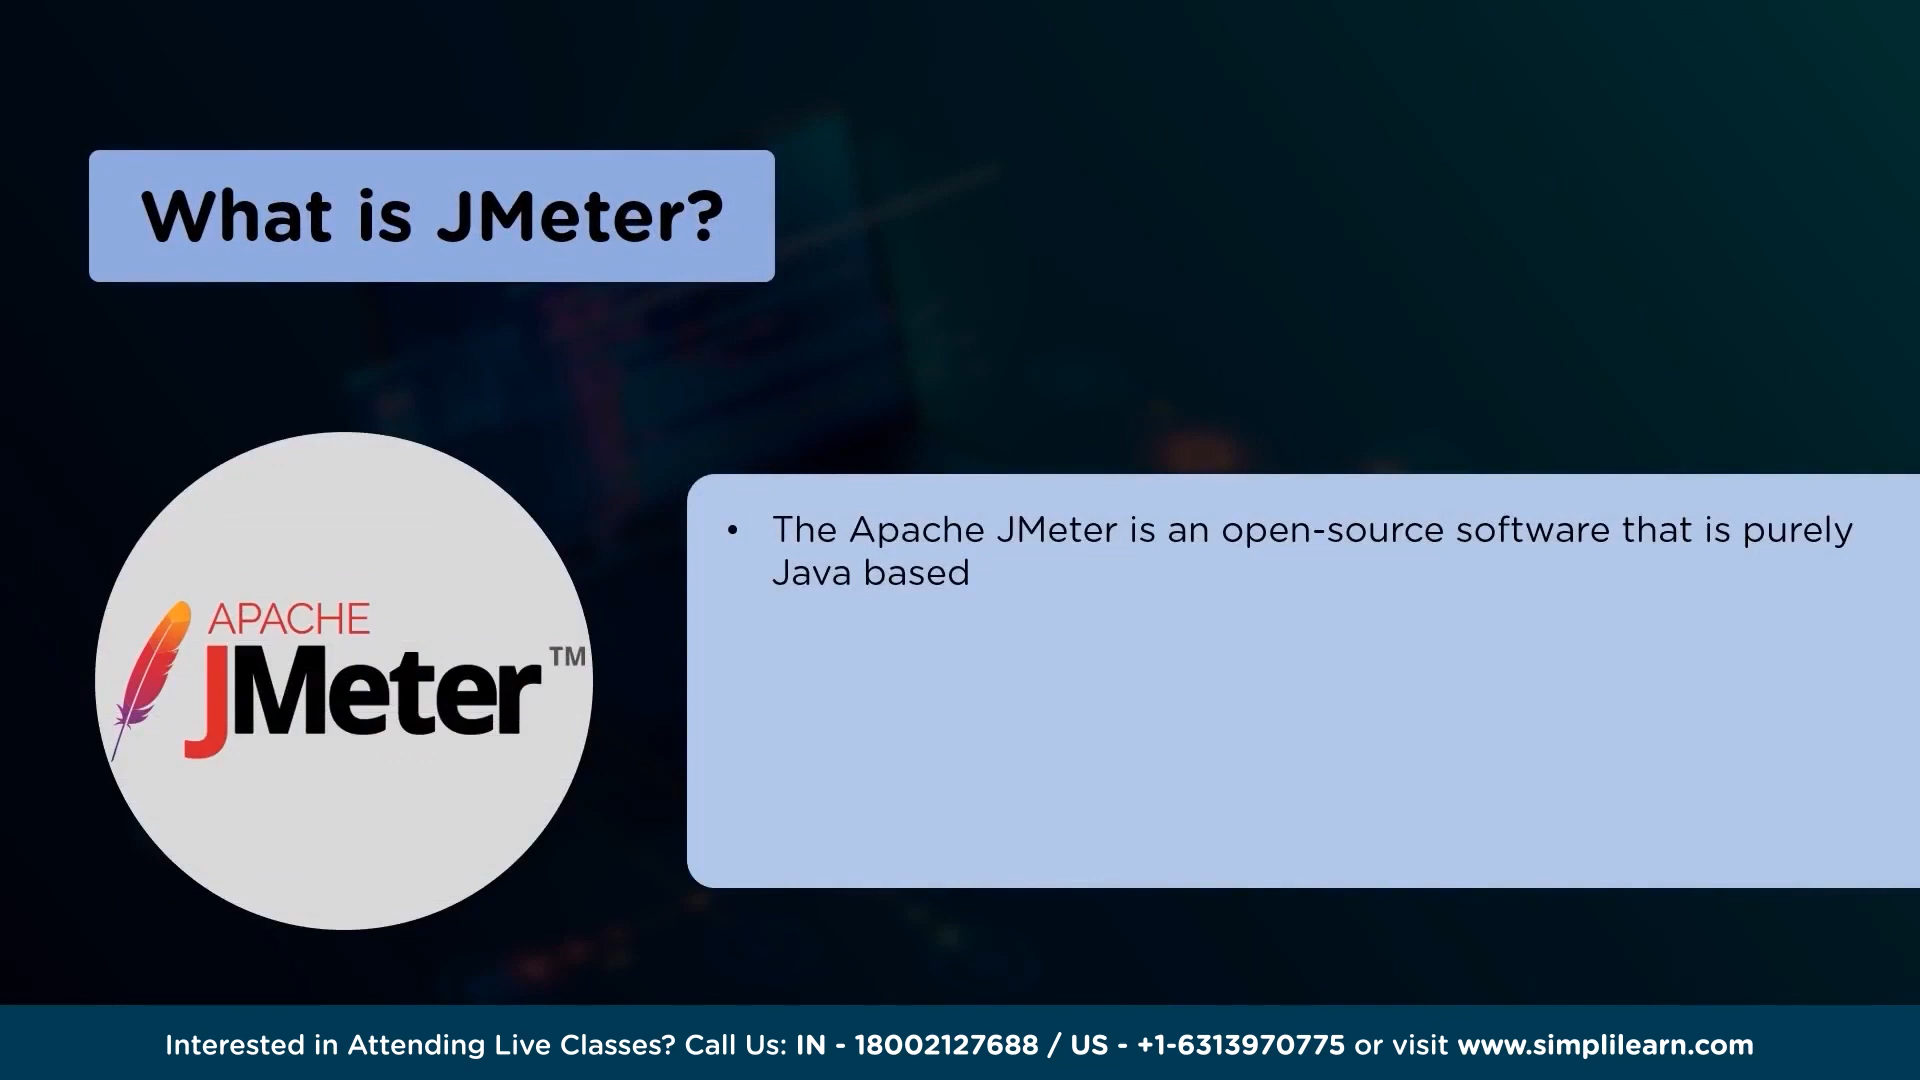 What is JMeter?
APACHE
JMeter™
• The Apache JMeter is an open-source software that is purely
Java based
Interested in Attending Live Classes? Call Us: IN - 18002127688 / US - +1-6313970775 or visit www.simplilearn.com